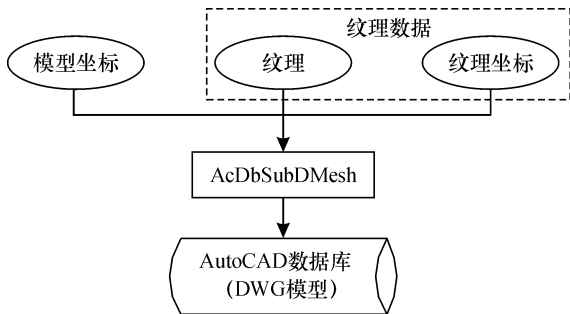 纹理数据
模型坐标
纹理
纹理坐标
AcDbSubDMesh
AutoCAD数据库
（DWG模型）